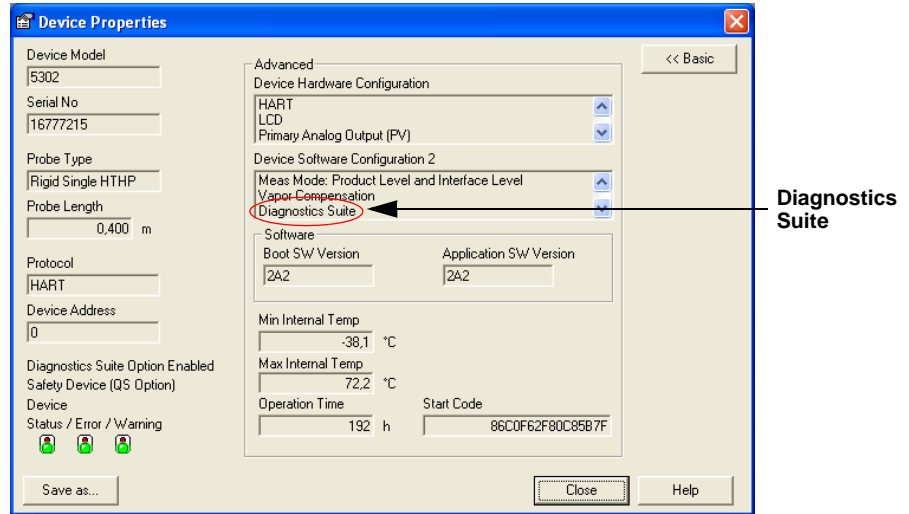 Device Properties
Device Model
5302
Serial No
16777215
Probe Type
Rigid Single HTHP
Probe Length
0,400 m
Protocol
HART
Device Address
0
Diagnostics Suite Option Enabled
Safety Device (QS Option)
Device
Status / Error / Warning
Save as...
Advanced
Device Hardware Configuration
HART
LCD
Primary Analog Output (PV)
Device Software Configuration 2
Meas Mode: Product Level and Interface Level
Vapor Compensation
Diagnostics Suite
Software
Boot SW Version
2A2
Application SW Version
2A2
Min Internal Temp
-38,1 °C
Max Internal Temp
72,2 °C
Operation Time
192 h
Start Code
86C0F62F80C85B7F
<< Basic
Close
Help
Diagnostics
Suite